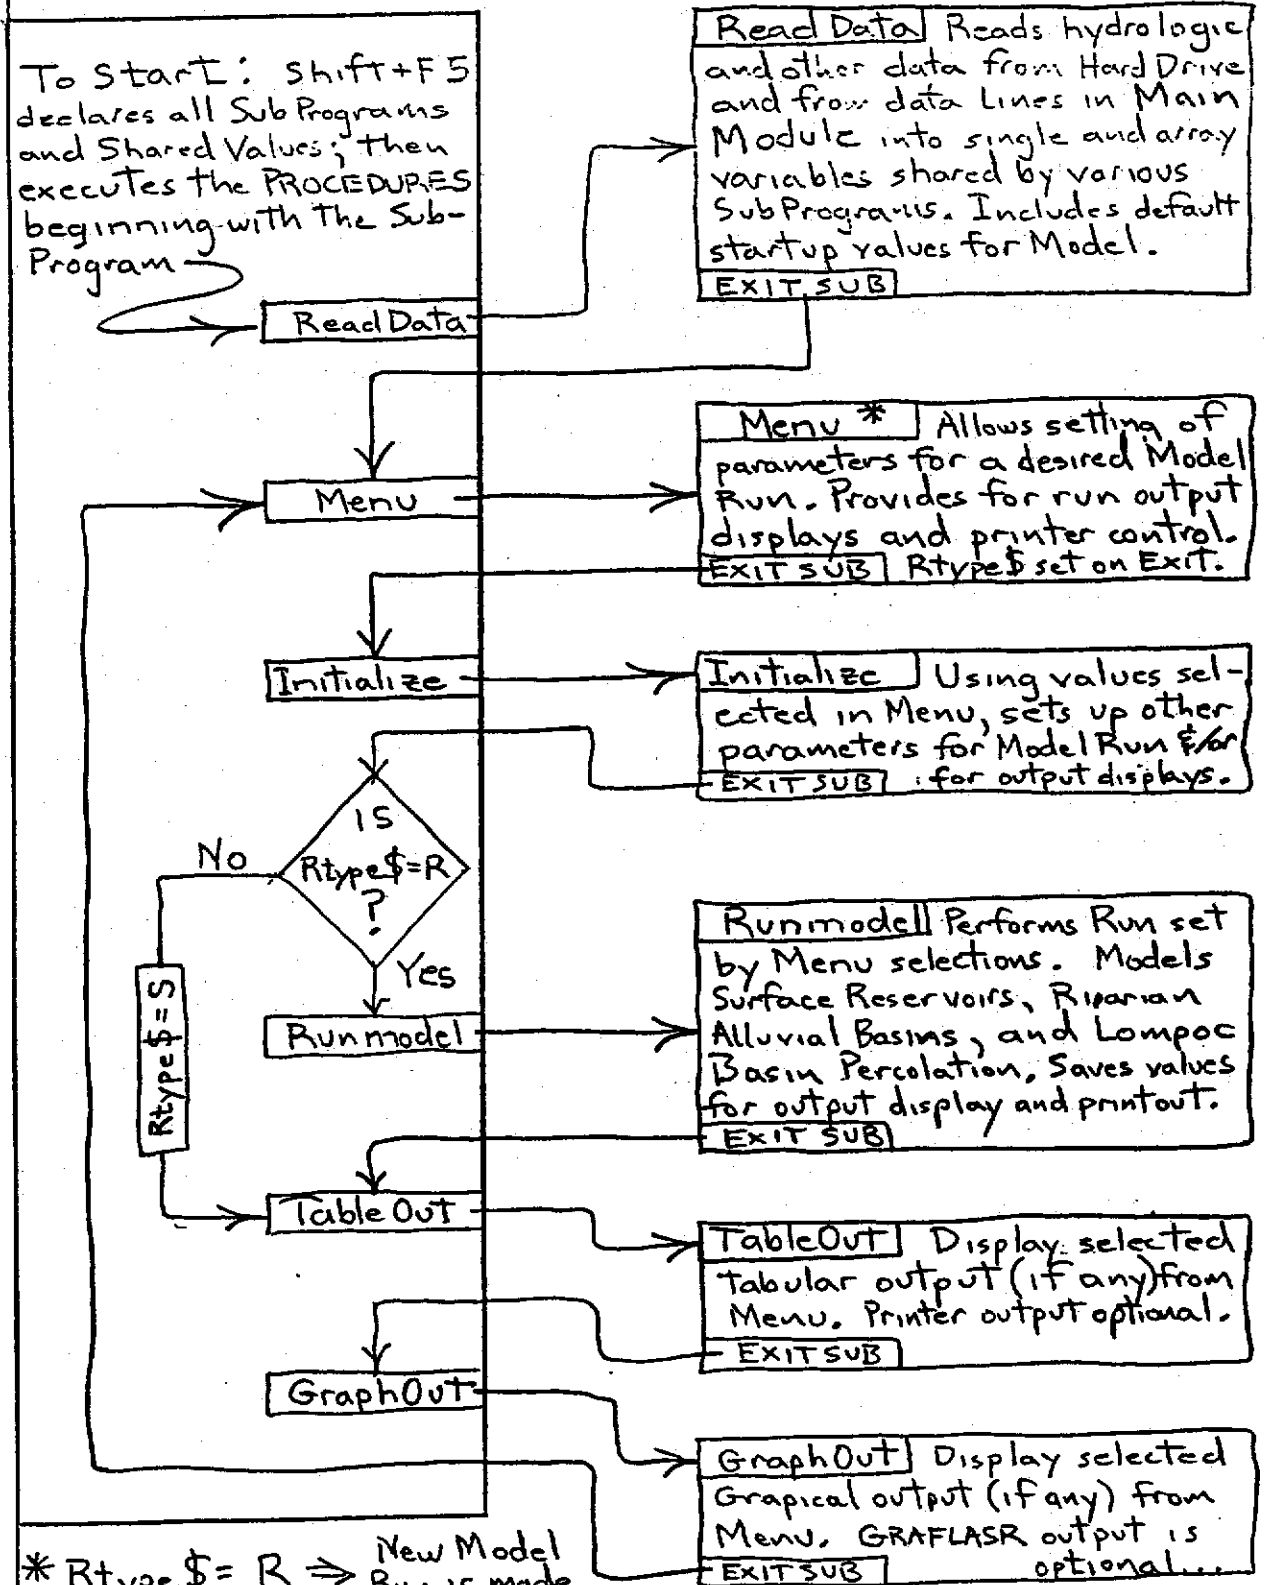 To Start: Shift+F5
declares all SubPrograms
and Shared Values; then
executes the PROCEDURES
beginning with the Sub-
Program
ReadData
Read Data Reads hydrologic
and other data from Hard Drive
and from data Lines in Main
Module into single and array
variables shared by various
SubPrograms. Includes default
startup values for Model.
EXIT SUB
Menu
Menu * Allows setting of
parameters for a desired Model
Run. Provides for run output
displays and printer control.
EXIT SUB Rtype$ set on Exit.
Initialize
Initialize Using values sel-
ected in Menu, sets up other
parameters for Model Run &/or
EXIT SUB for output displays.
Is
Rtype$=R
?
No
Yes
Rtype$=S
Runmodel
Runmodel Performs Run set
by Menu selections. Models
Surface Reservoirs, Riparian
Alluvial Basins, and Lompoc
Basin Percolation. Saves values
for output display and printout.
EXIT SUB
TableOut
TableOut Display selected
tabular output (if any) from
Menu. Printer output optional.
EXIT SUB
GraphOut
GraphOut Display selected
Grapical output (if any) from
Menu. GRAFLASR output is
EXIT SUB optional...
* Rtype$= R ⇒ New Model
Run is made